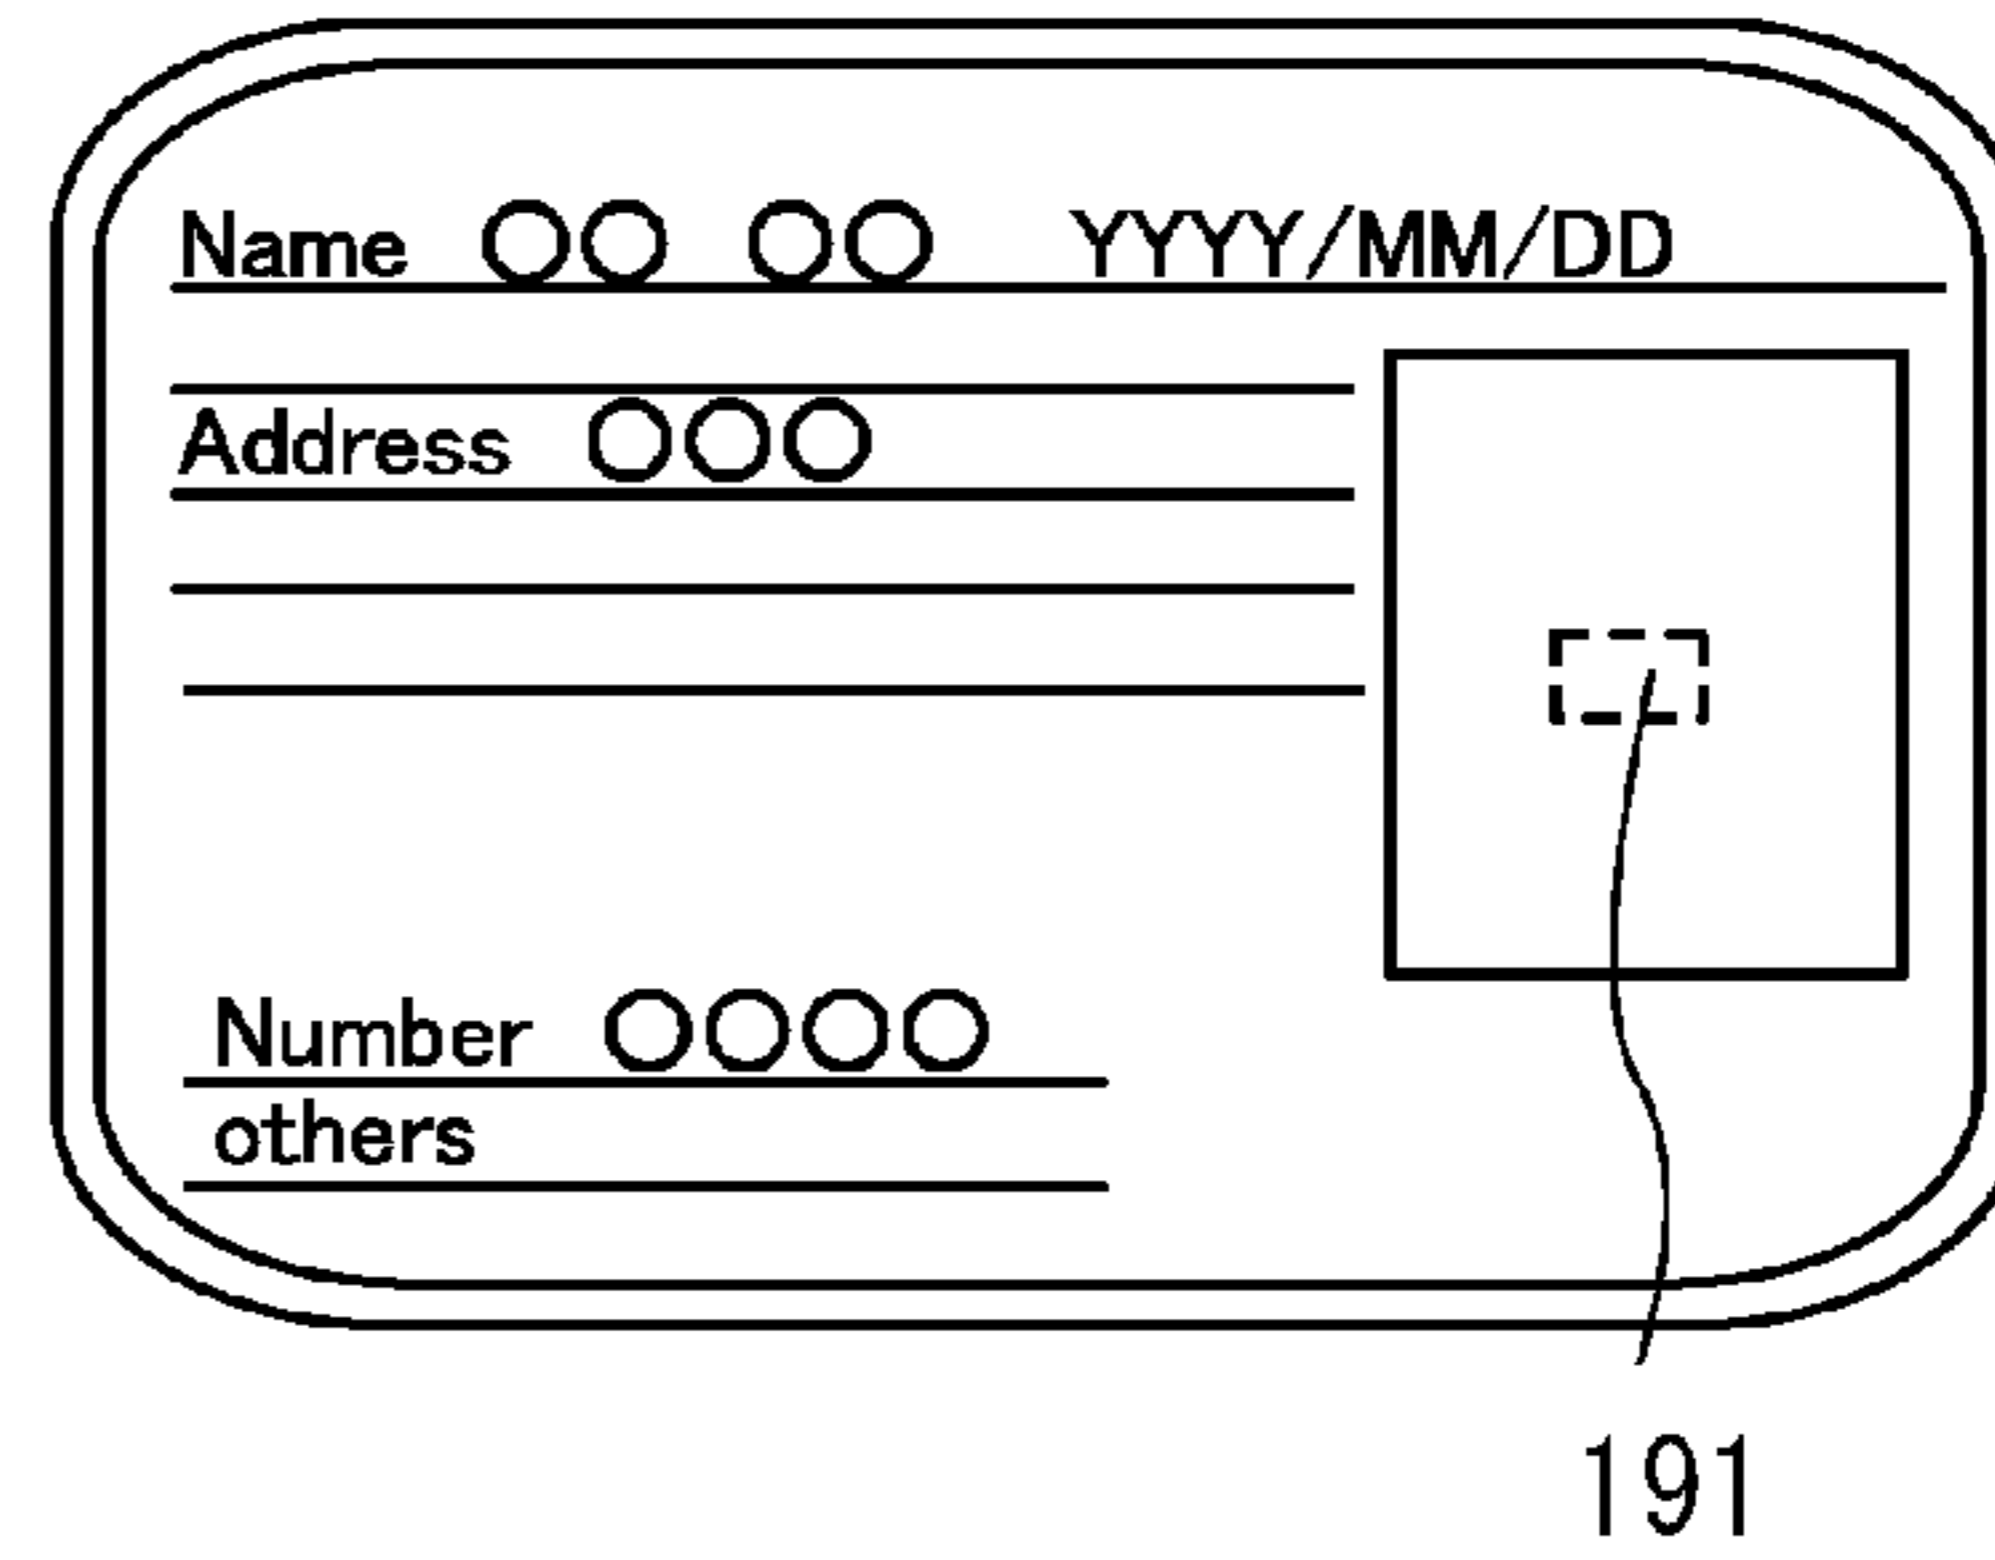 Name ○○ ○○ YYYY/MM/DD
Address ○○○
Number ○○○○
others
191